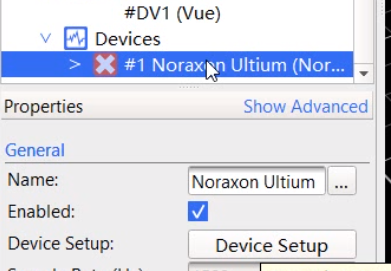 #DV1 (Vue)
Devices
#1 Noraxon Ultium (Nor...
Properties
Show Advanced
General
Name:
Noraxon Ultium
...
Enabled:
Device Setup:
Device Setup